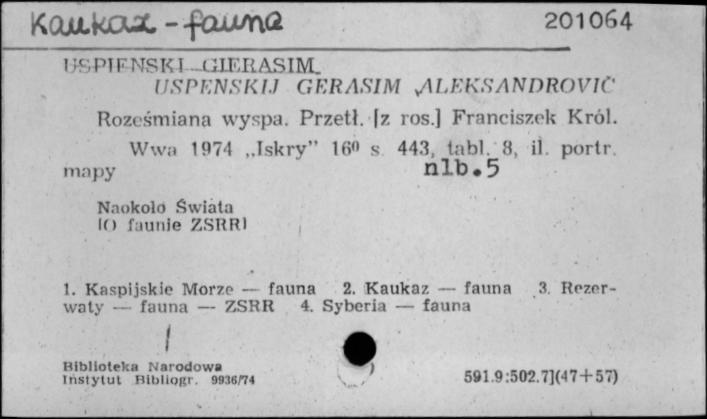 Kaukaz - fauna 201064
USPIENSKI GIERASIM
USPENSKIJ GERASIM ALEKSANDROVIČ
Roześmiana wyspa. Przetł. [z ros.] Franciszek Król.
Wwa 1974 „Iskry” 16⁰ s. 443, tabl. 8, il. portr.
mapy nlb.5
Naokoło Świata
[O faunie ZSRR]
1. Kaspijskie Morze — fauna 2. Kaukaz — fauna 3. Rezer-
waty — fauna — ZSRR 4. Syberia — fauna
Biblioteka Narodowa
Instytut Bibliogr. 9936/74 591.9:502.7](47+57)